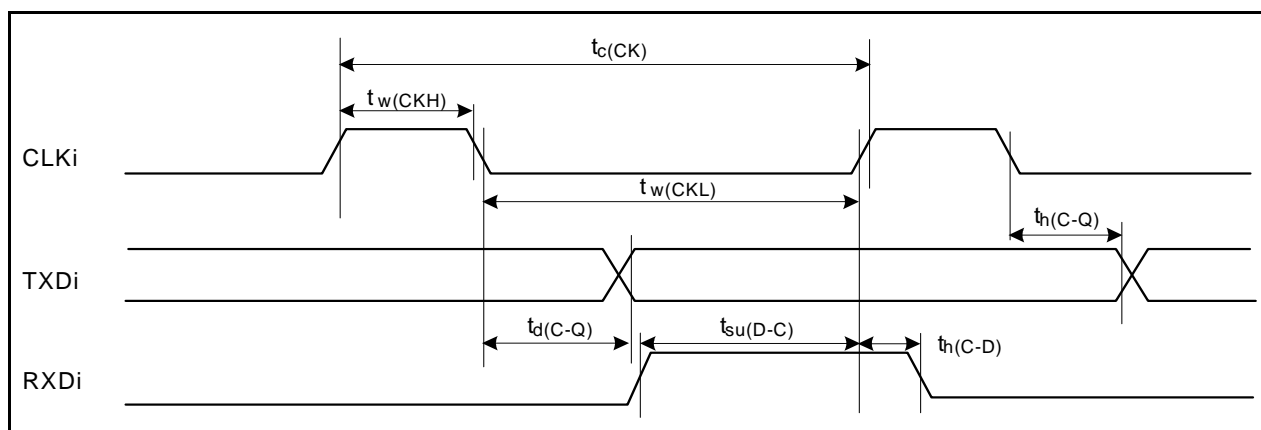 tc(CK)
tw(CKH)
CLKi
tw(CKL)
th(C-Q)
TXDi
td(C-Q)
tsu(D-C)
th(C-D)
RXDi